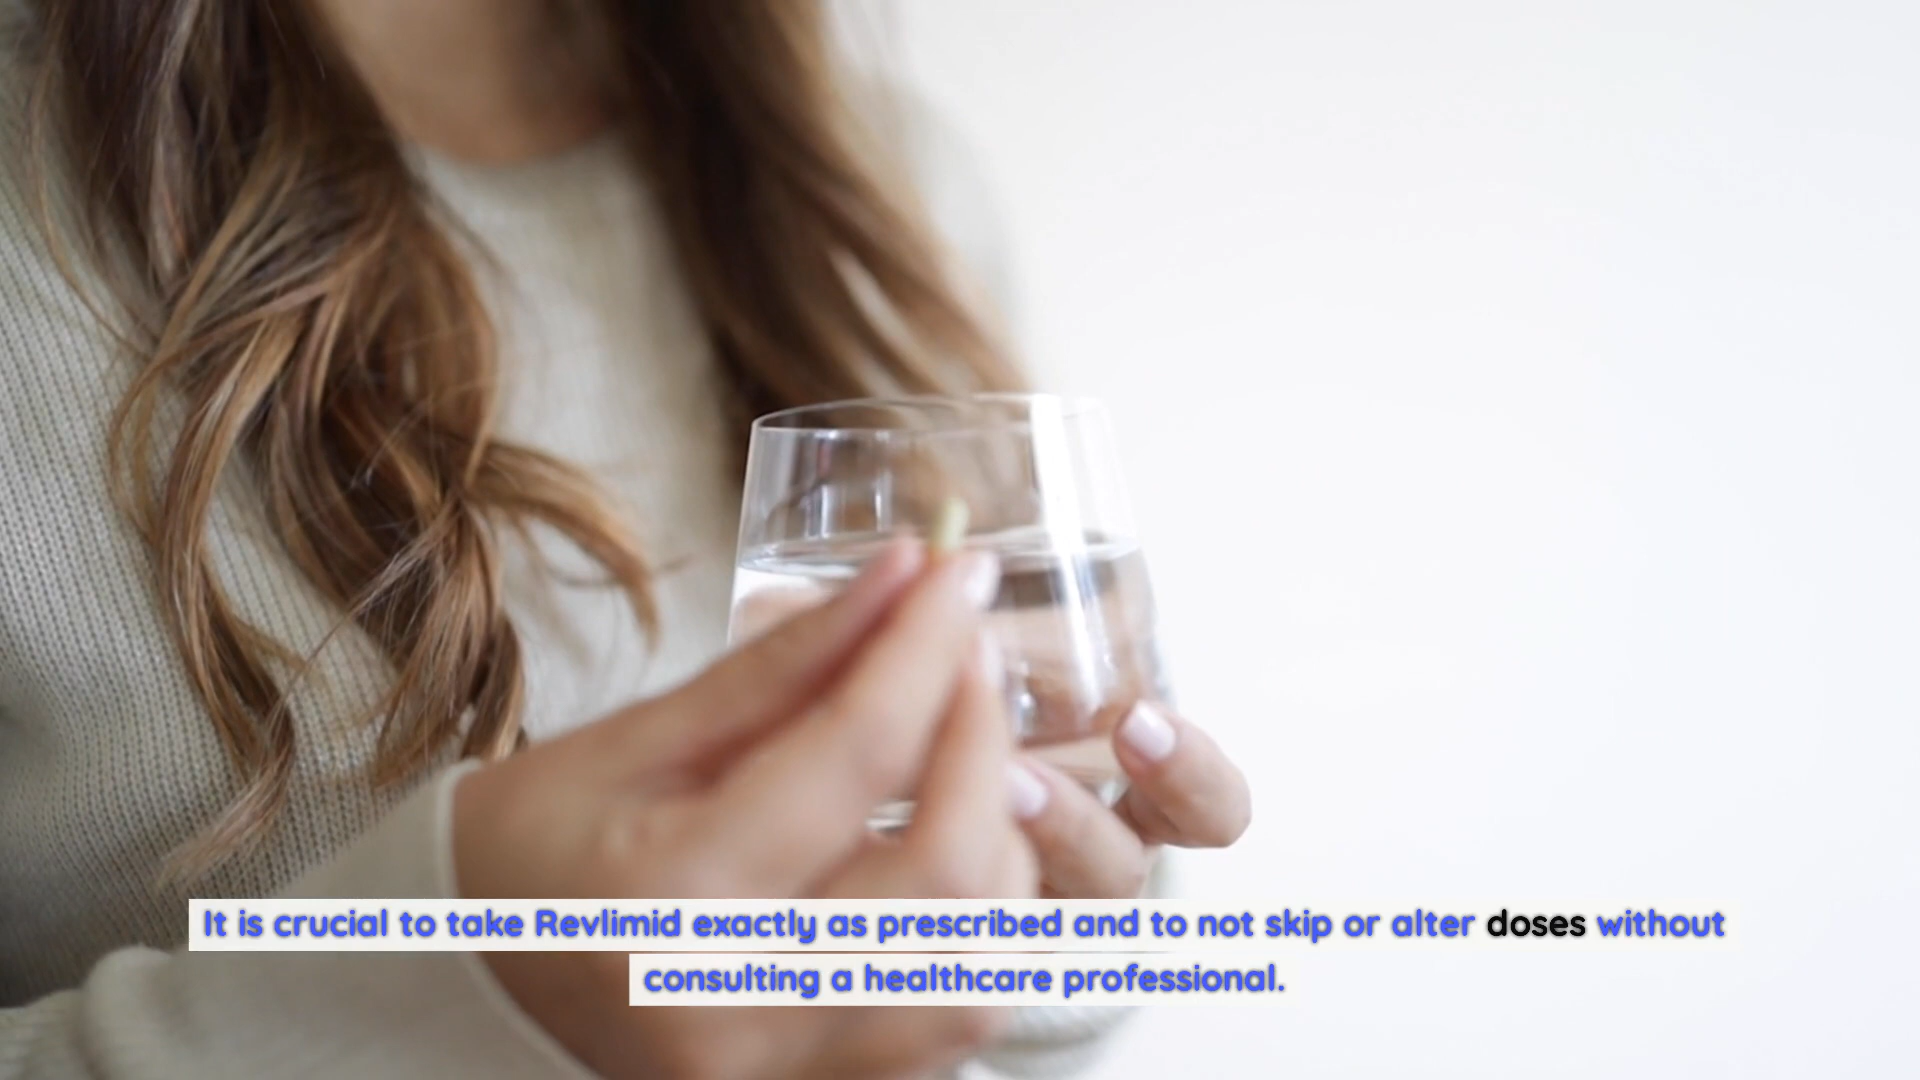 It is crucial to take Revlimid exactly as prescribed and to not skip or alter doses without
consulting a healthcare professional.